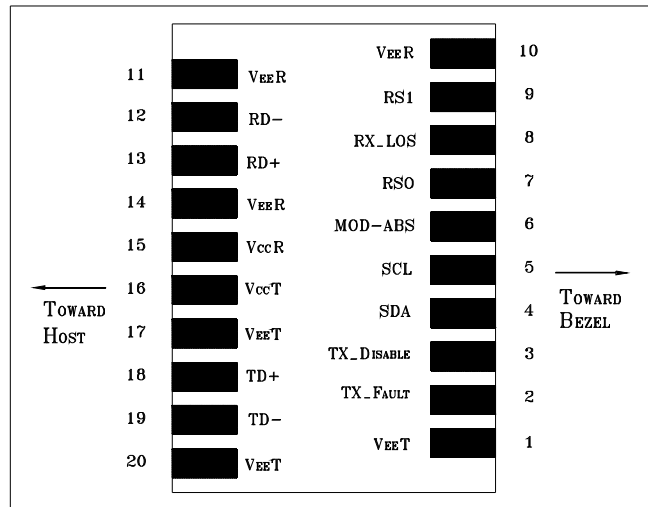 VEER 10
11 VEER
RS1 9
12 RD-
RX_LOS 8
13 RD+
RS0 7
14 VEER
MOD-ABS 6
15 VCCR
SCL 5
16 VCCT
TOWARD HOST
TOWARD BEZEL
SDA 4
17 VEET
TX_DISABLE 3
18 TD+
TX_FAULT 2
19 TD-
VEET 1
20 VEET